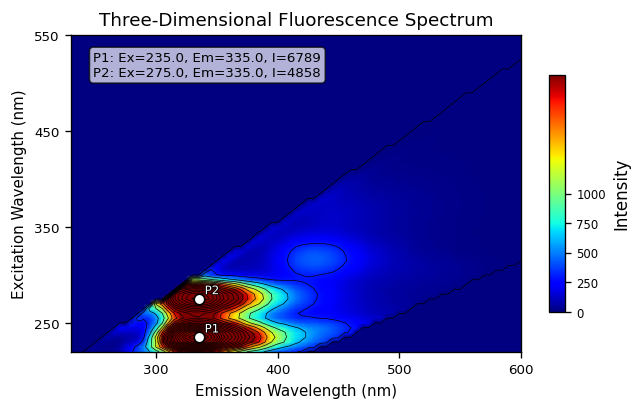 Three-Dimensional Fluorescence Spectrum
P1: Ex=235.0, Em=335.0, I=6789
P2: Ex=275.0, Em=335.0, I=4858
550
450
350
250
Excitation Wavelength (nm)
P2
P1
300
400
500
600
Emission Wavelength (nm)
1000
750
500
250
0
Intensity